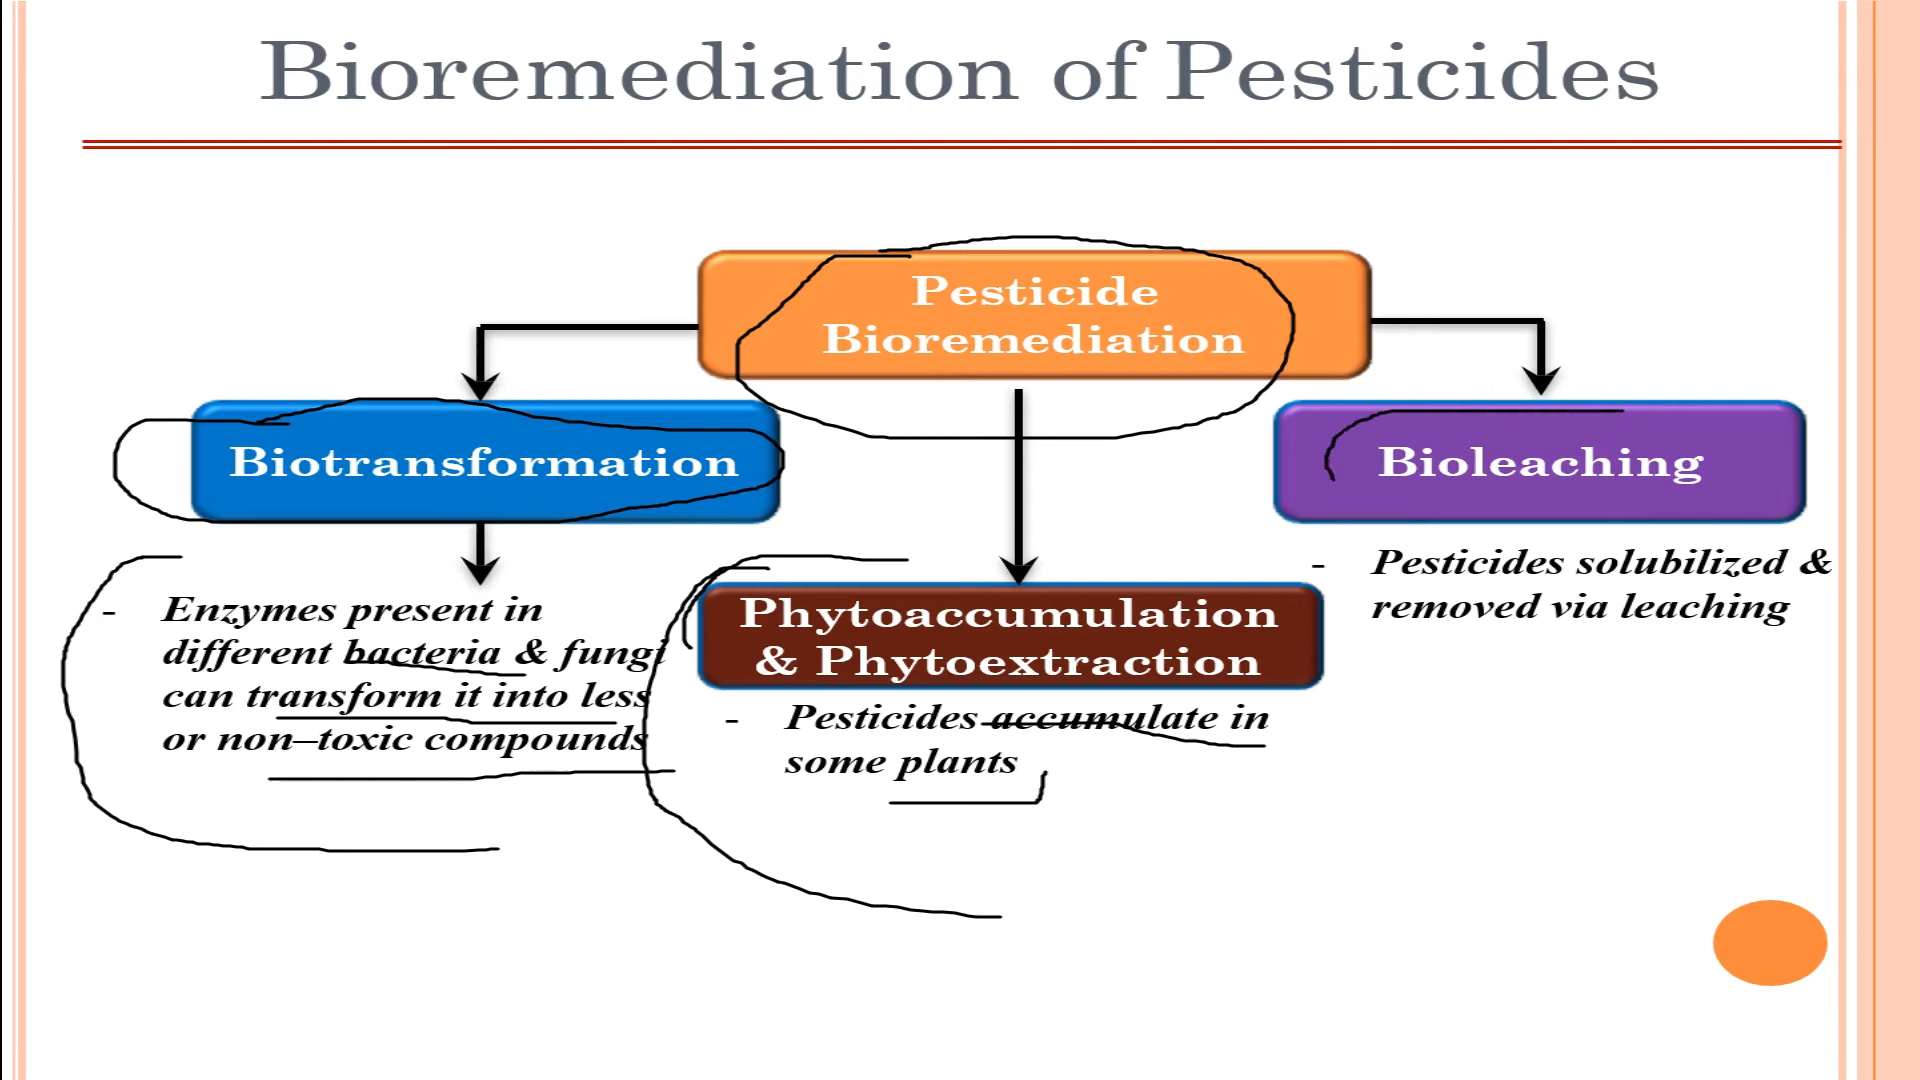 Bioremediation of Pesticides
Pesticide
Bioremediation
Biotransformation
Bioleaching
- Enzymes present in
different bacteria & fungi
can transform it into less
or non–toxic compounds
Phytoaccumulation
& Phytoextraction
- Pesticides accumulate in
some plants
- Pesticides solubilized &
removed via leaching